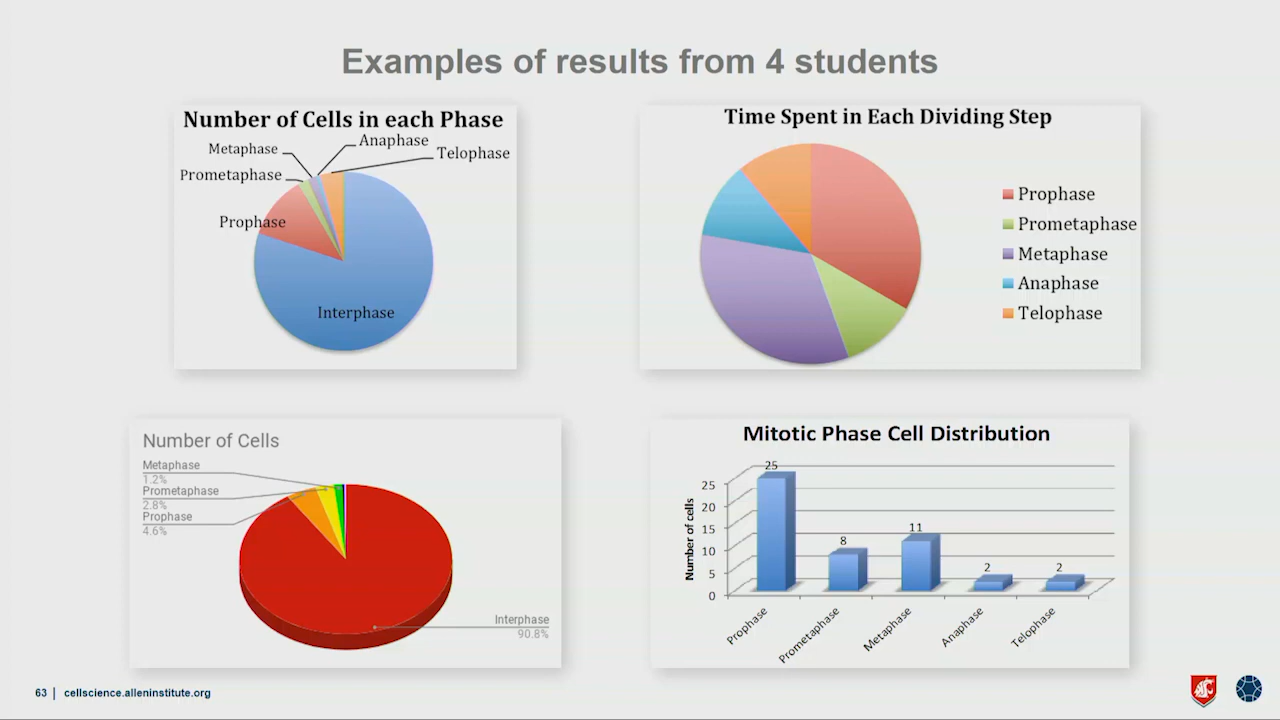 Examples of results from 4 students
Number of Cells in each Phase
Anaphase
Metaphase
Telophase
Prometaphase
Prophase
Interphase
Time Spent in Each Dividing Step
Prophase
Prometaphase
Metaphase
Anaphase
Telophase
Number of Cells
Metaphase
1.2%
Prometaphase
2.8%
Prophase
4.6%
Interphase
90.8%
Mitotic Phase Cell Distribution
Number of cells
25
20
15
10
5
0
25
8
11
2
2
Prophase
Prometaphase
Metaphase
Anaphase
Telophase
63 | cellscience.alleninstitute.org